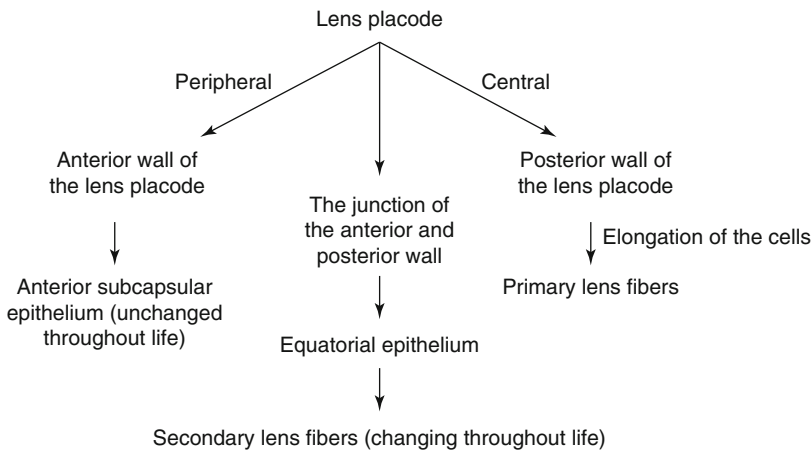 Lens placode
Peripheral
Central
Anterior wall of
the lens placode
Posterior wall of
the lens placode
The junction of
the anterior and
posterior wall
Elongation of the cells
Anterior subcapsular
epithelium (unchanged
throughout life)
Primary lens fibers
Equatorial epithelium
Secondary lens fibers (changing throughout life)